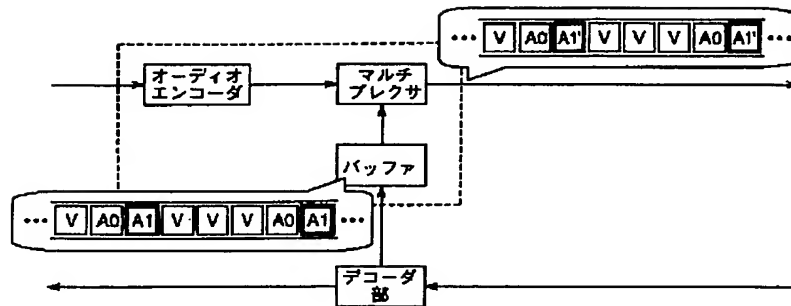 … V A0 A1' V V V A0 A1' …
オーディオ
エンコーダ
マルチ
プレクサ
バッファ
… V A0 A1 V V V A0 A1 …
デコーダ
部